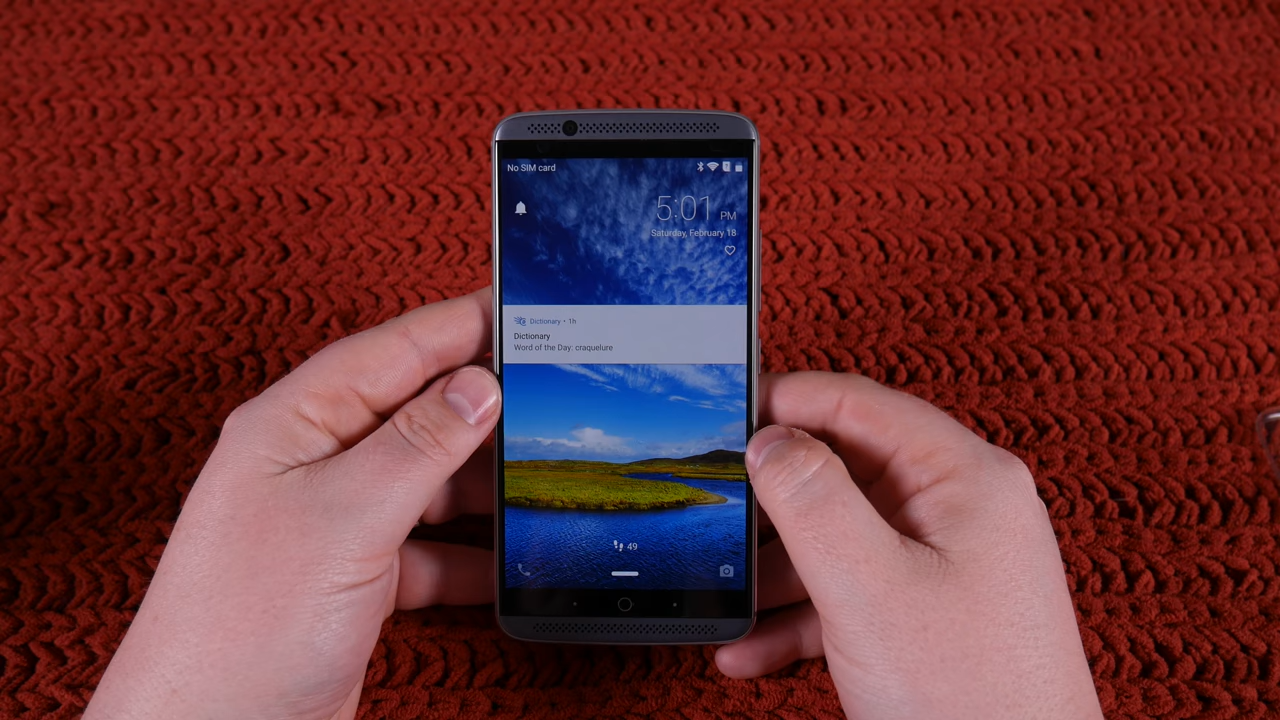 No SIM card
5:01 PM
Saturday, February 18
Dictionary • 1h
Dictionary
Word of the Day: craquelure
49